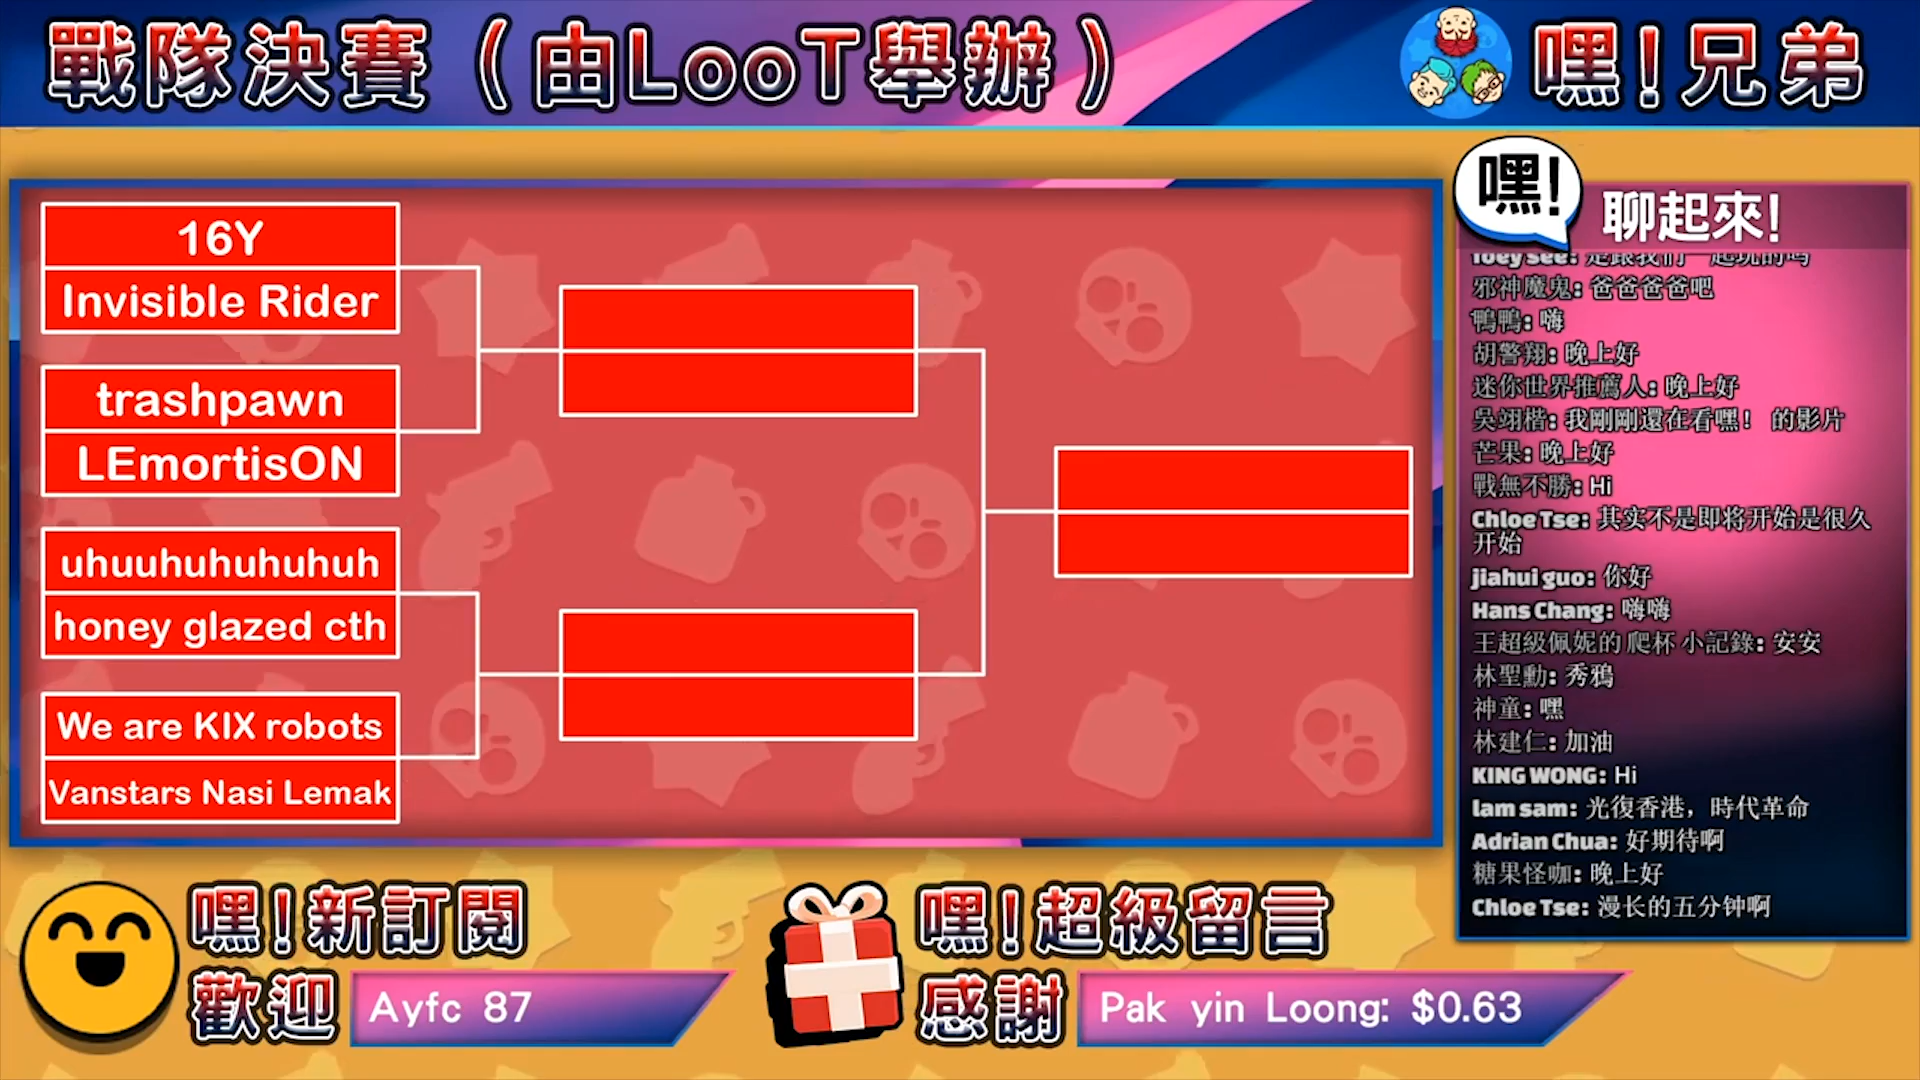 戰隊決賽（由LooT舉辦）
嘿!兄弟
16Y
Invisible Rider
trashpawn
LEmortisON
uhuuhuhuhuhuh
honey glazed cth
We are KIX robots
Vanstars Nasi Lemak
嘿!
聊起來!
邪神魔鬼: 爸爸爸爸吧
鴨鴨: 嗨
胡警翔: 晚上好
迷你世界推薦人: 晚上好
吳翊楷: 我剛剛還在看嘿! 的影片
芒果: 晚上好
戰無不勝: Hi
Chloe Tse: 其实不是即将开始是很久
开始
jiahui guo: 你好
Hans Chang: 嗨嗨
王超級佩妮的 爬杯 小記錄: 安安
林聖勳: 秀鴉
神童: 嘿
林建仁: 加油
KING WONG: Hi
lam sam: 光復香港，時代革命
Adrian Chua: 好期待啊
糖果怪咖: 晚上好
Chloe Tse: 漫长的五分钟啊
嘿!新訂閱
歡迎 Ayfc 87
嘿!超級留言
感謝 Pak yin Loong: $0.63